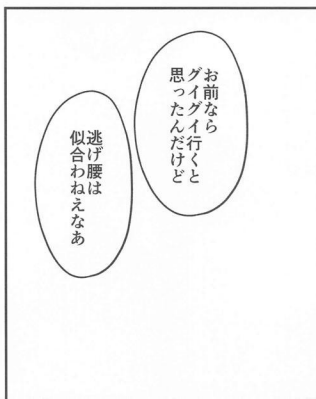 お前なら
グイグイ行くと
思ったんだけど
逃げ腰は
似合わねえなあ